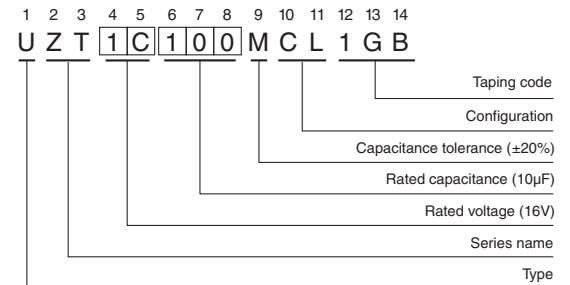 1 2 3 4 5 6 7 8 9 10 11 12 13 14
U Z T 1 C 1 0 0 M C L 1 G B
Taping code
Configuration
Capacitance tolerance (±20%)
Rated capacitance (10µF)
Rated voltage (16V)
Series name
Type